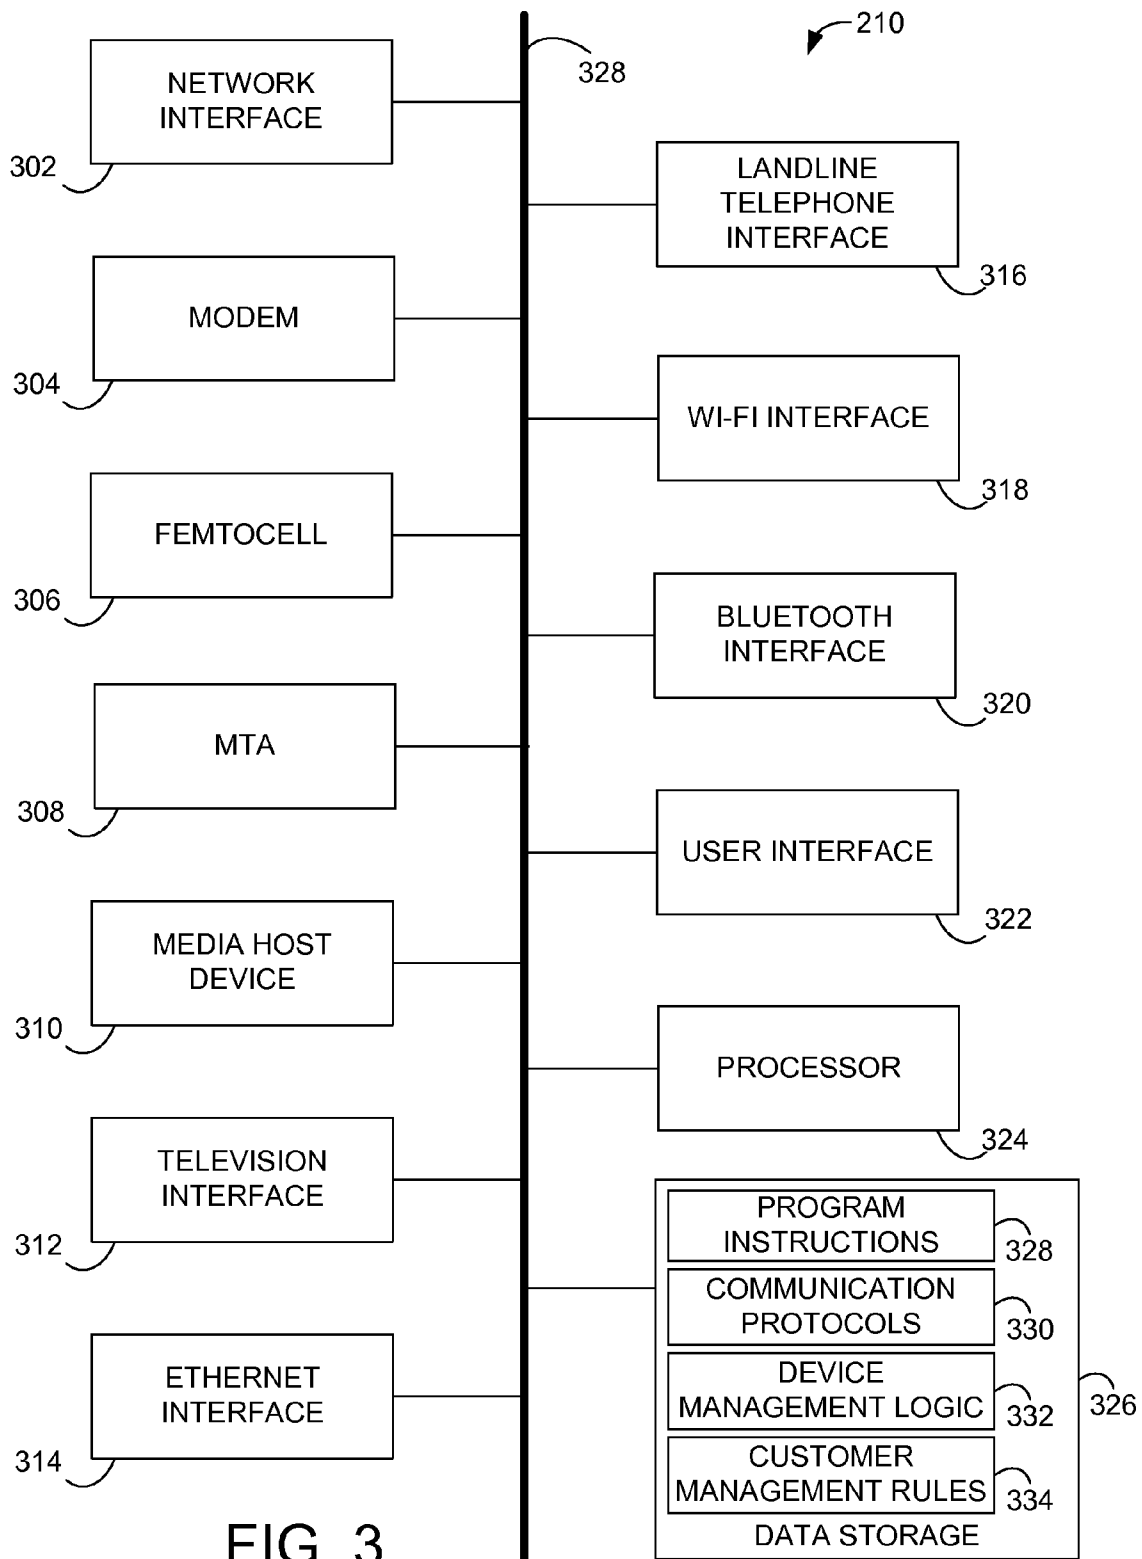 210
328
NETWORK
INTERFACE
302
LANDLINE
TELEPHONE
INTERFACE
316
MODEM
304
WI-FI INTERFACE
318
FEMTOCELL
306
BLUETOOTH
INTERFACE
320
MTA
308
USER INTERFACE
322
MEDIA HOST
DEVICE
310
PROCESSOR
324
TELEVISION
INTERFACE
312
PROGRAM
INSTRUCTIONS
328
COMMUNICATION
PROTOCOLS
330
DEVICE
MANAGEMENT LOGIC
332
326
CUSTOMER
MANAGEMENT RULES
334
DATA STORAGE
ETHERNET
INTERFACE
314
FIG. 3